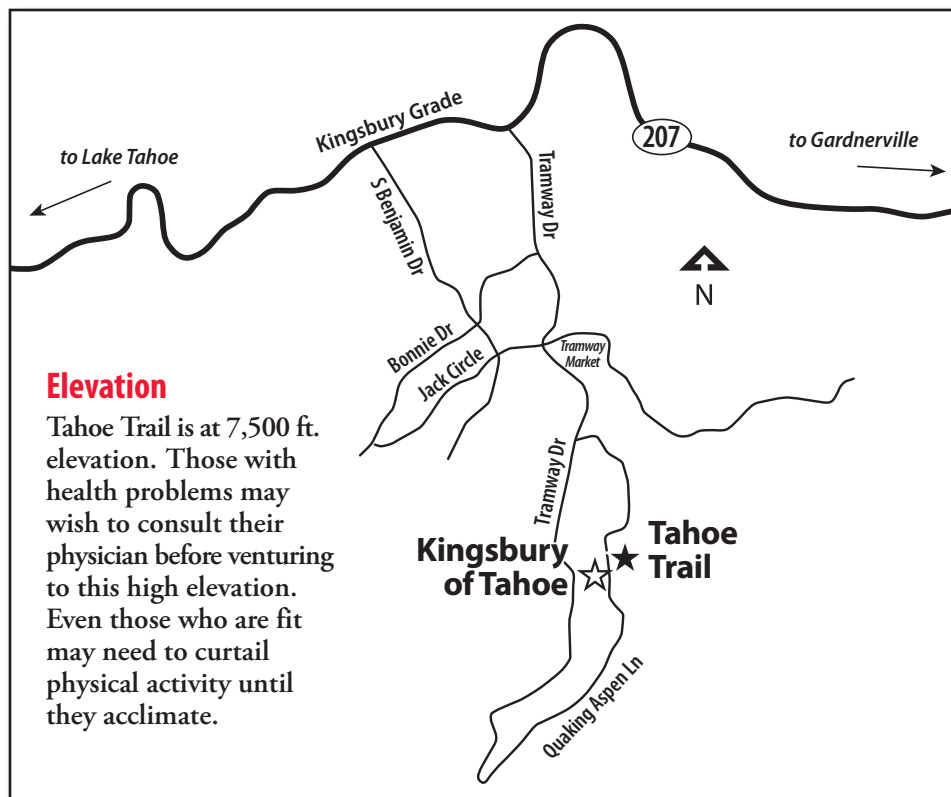 Kingsbury Grade
207
to Lake Tahoe
to Gardnerville
S Benjamin Dr
Tramway Dr
N
Bonnie Dr
Jack Circle
Tramway
Market
Elevation
Tahoe Trail is at 7,500 ft.
elevation. Those with
health problems may
wish to consult their
physician before venturing
to this high elevation.
Even those who are fit
may need to curtail
physical activity until
they acclimate.
Tramway Dr
Kingsbury
of Tahoe
Tahoe
Trail
Quaking Aspen Ln